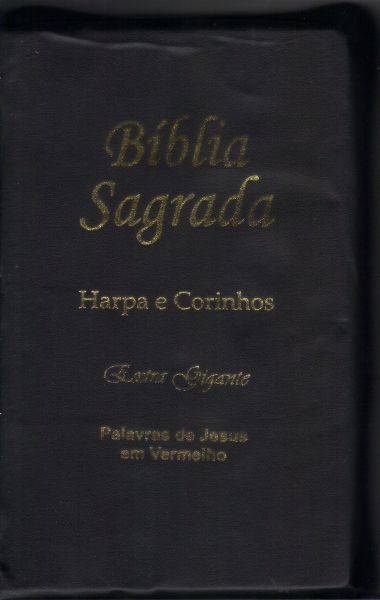 Bíblia
Sagrada
Harpa e Corinhos
Extra Gigante
Palavras de Jesus
em Vermelho